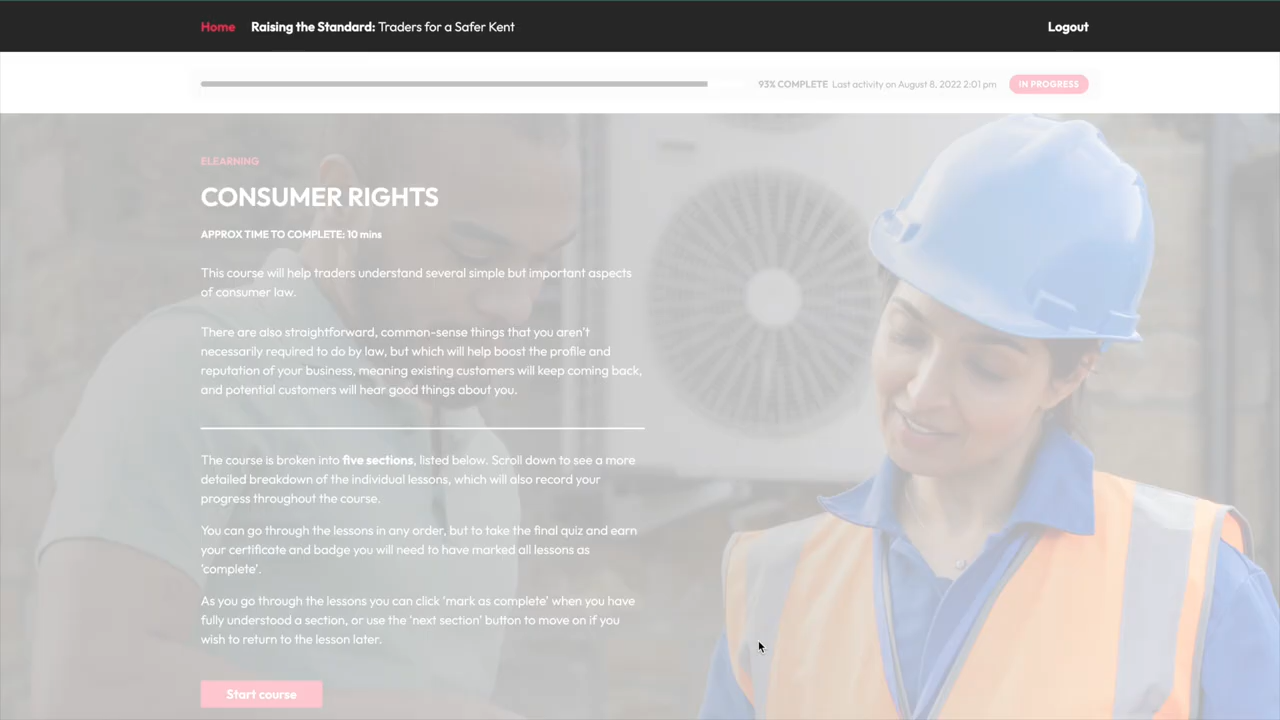 Home Raising the Standard: Traders for a Safer Kent Logout
93% COMPLETE Last activity on August 8, 2022 2:01 pm IN PROGRESS
ELEARNING
CONSUMER RIGHTS
APPROX TIME TO COMPLETE: 10 mins
This course will help traders understand several simple but important aspects
of consumer law.
There are also straightforward, common-sense things that you aren't
necessarily required to do by law, but which will help boost the profile and
reputation of your business, meaning existing customers will keep coming back,
and potential customers will hear good things about you.
The course is broken into five sections, listed below. Scroll down to see a more
detailed breakdown of the individual lessons, which will also record your
progress throughout the course.
You can go through the lessons in any order, but to take the final quiz and earn
your certificate and badge you will need to have marked all lessons as
'complete'.
As you go through the lessons you can click 'mark as complete' when you have
fully understood a section, or use the 'next section' button to move on if you
wish to return to the lesson later.
Start course